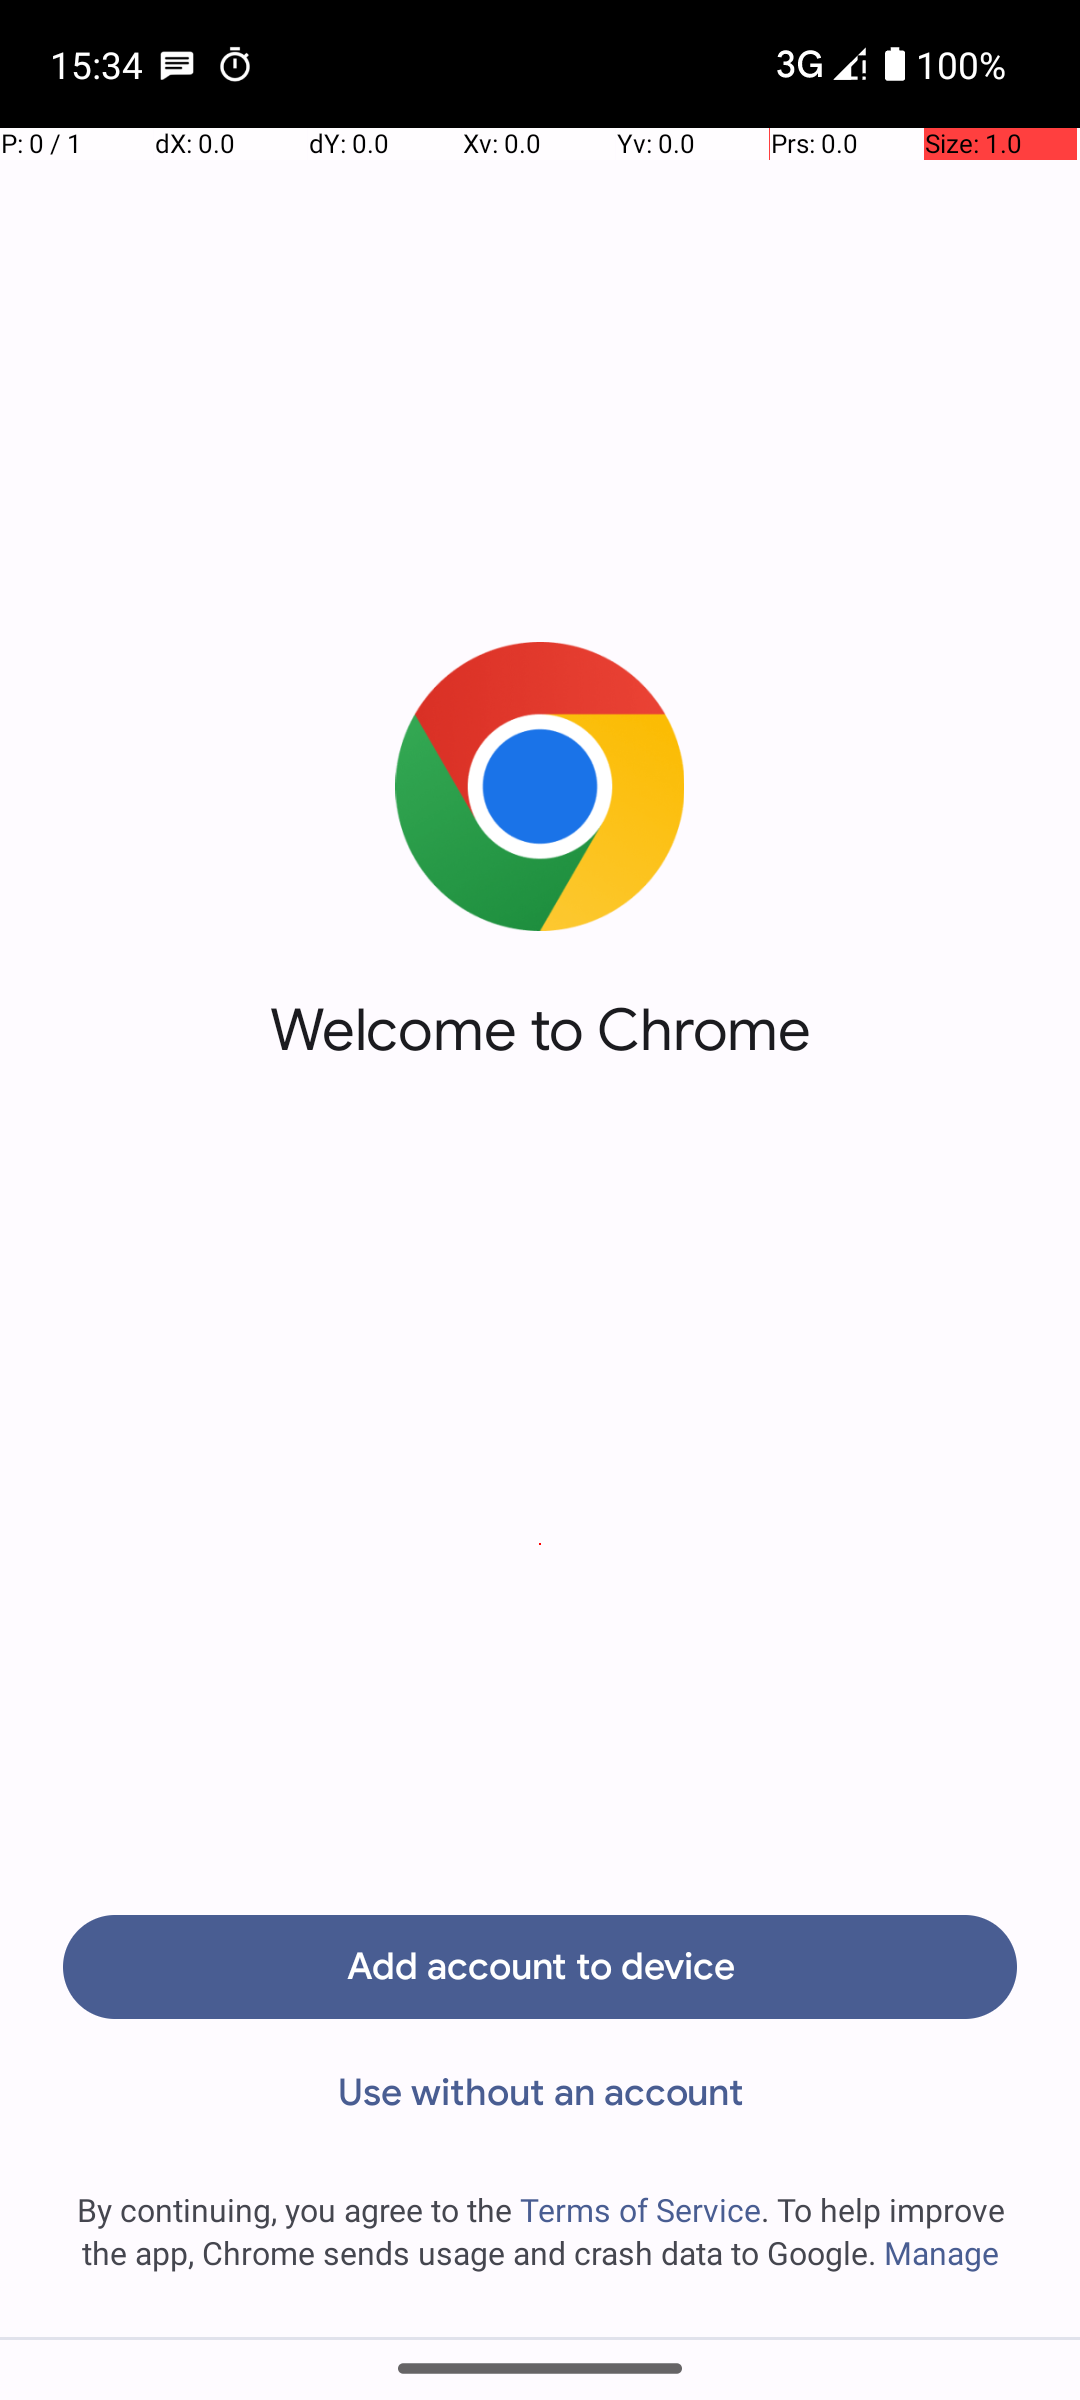 15:34 3G 100%
P: 0 / 1 dX: 0.0 dY: 0.0 Xv: 0.0 Yv: 0.0 Prs: 0.0 Size: 1.0
Welcome to Chrome
Add account to device
Use without an account
By continuing, you agree to the Terms of Service. To help improve
the app, Chrome sends usage and crash data to Google. Manage